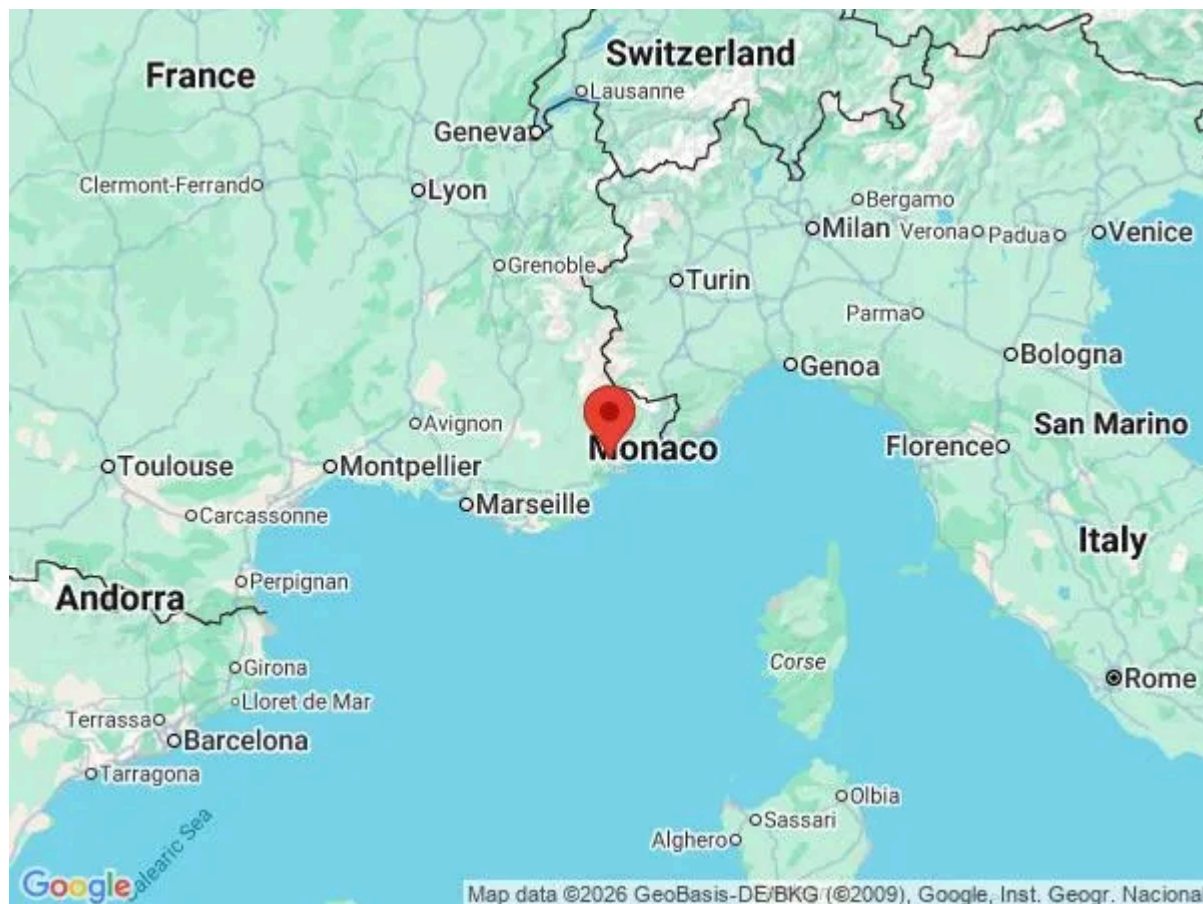 Switzerland
France
Lausanne
Geneva
Clermont-Ferrand
Lyon
Bergamo
Milan
Verona
Padua
Venice
Grenoble
Turin
Parma
Genoa
Bologna
Avignon
San Marino
Monaco
Florence
Toulouse
Montpellier
Marseille
Carcassonne
Italy
Perpignan
Andorra
Corse
Girona
Rome
Lloret de Mar
Terrassa
Barcelona
Tarragona
Olbia
Sassari
Alghero
alearic Sea
Google
Map data ©2026 GeoBasis-DE/BKG (©2009), Google, Inst. Geogr. Naciona